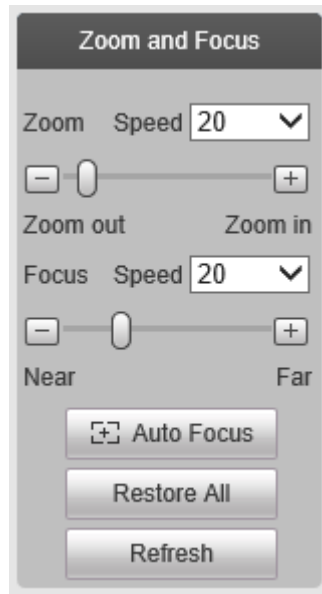 Zoom and Focus
Zoom Speed 20
Zoom out Zoom in
Focus Speed 20
Near Far
Auto Focus
Restore All
Refresh